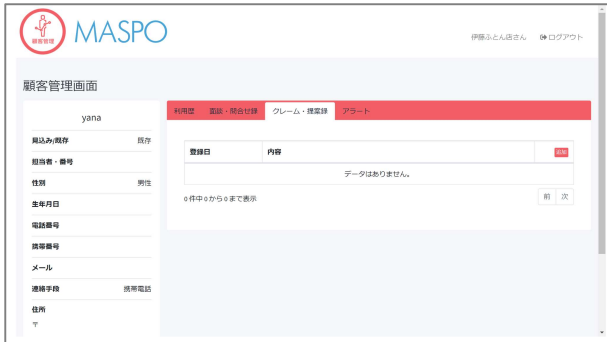 顧客管理
MASPO
伊藤ふとん店さん ログアウト
顧客管理画面
yana
見込み/既存 既存
担当者・番号
性別 男性
生年月日
電話番号
携帯番号
メール
連絡手段 携帯電話
住所
〒
利用歴 面談・問合せ録 クレーム・提案録 アラート
登録日 内容 追加
データはありません。
0 件中 0 から 0 まで表示
前 次